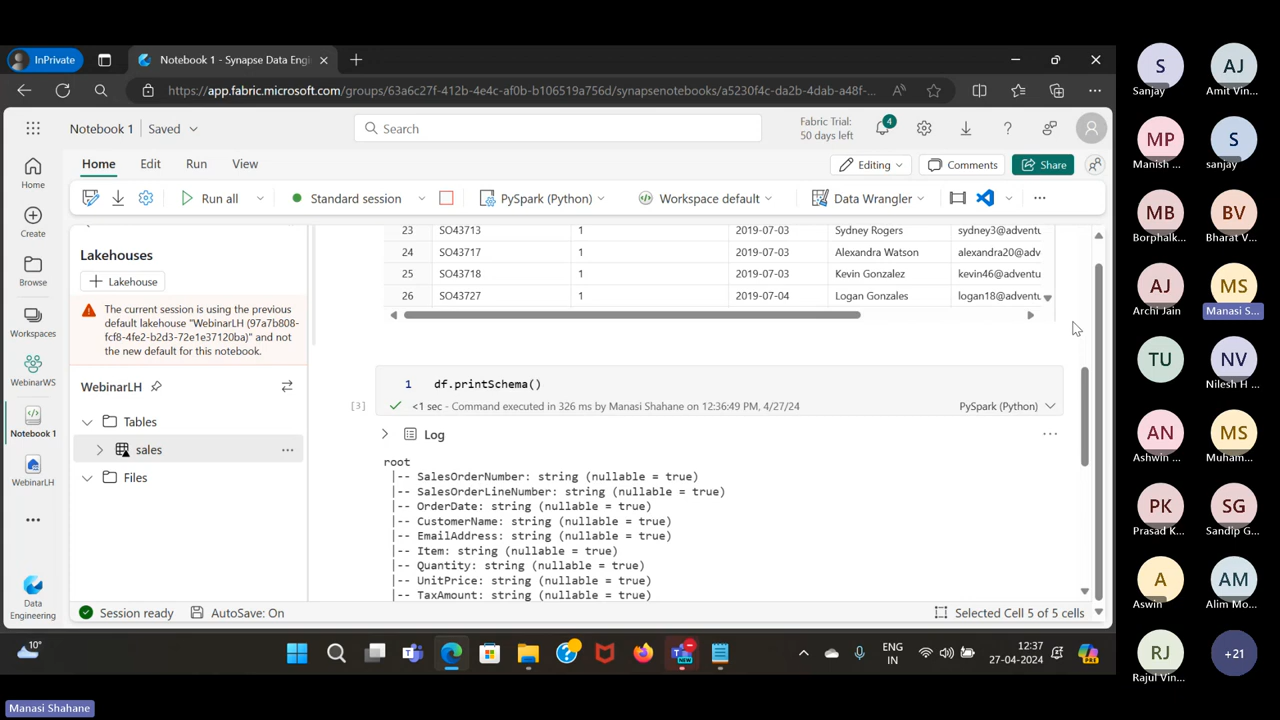 InPrivate
Notebook 1 - Synapse Data Engi
https://app.fabric.microsoft.com/groups/63a6c27f-412b-4e4c-af0b-b106519a756d/synapsenotebooks/a5230f4c-da2b-4dab-a48f-...
Notebook 1 Saved
Search
Fabric Trial:
50 days left
4
Home Edit Run View
Editing Comments Share
Run all Standard session PySpark (Python) Workspace default Data Wrangler ...
Home
Create
Browse
Workspaces
WebinarWS
Notebook 1
WebinarLH
Data
Engineering
Lakehouses
+ Lakehouse
The current session is using the previous
default lakehouse "WebinarLH (97a7b808-
fcf8-4fe2-b2d3-72e1e37120ba)" and not
the new default for this notebook.
WebinarLH
Tables
sales ...
Files
23 SO43713 1 2019-07-03 Sydney Rogers sydney3@adventu
24 SO43717 1 2019-07-03 Alexandra Watson alexandra20@adv
25 SO43718 1 2019-07-03 Kevin Gonzalez kevin46@adventu
26 SO43727 1 2019-07-04 Logan Gonzales logan18@adventu
1 df.printSchema()
[3] <1 sec - Command executed in 326 ms by Manasi Shahane on 12:36:49 PM, 4/27/24 PySpark (Python)
Log ...
root
|-- SalesOrderNumber: string (nullable = true)
|-- SalesOrderLineNumber: string (nullable = true)
|-- OrderDate: string (nullable = true)
|-- CustomerName: string (nullable = true)
|-- EmailAddress: string (nullable = true)
|-- Item: string (nullable = true)
|-- Quantity: string (nullable = true)
|-- UnitPrice: string (nullable = true)
|-- TaxAmount: string (nullable = true)
Session ready AutoSave: On Selected Cell 5 of 5 cells
10°
NEW
ENG
IN
12:37
27-04-2024
PRE
Manasi Shahane
S AJ
Sanjay Amit Vin...
MP S
Manish ... sanjay
MB BV
Borphalk... Bharat V...
AJ MS
Archi Jain Manasi S...
TU NV
Nilesh H ...
AN MS
Ashwin ... Muham...
PK SG
Prasad K... Sandip G...
A AM
Aswin Alim Mo...
RJ +21
Rajul Vin...